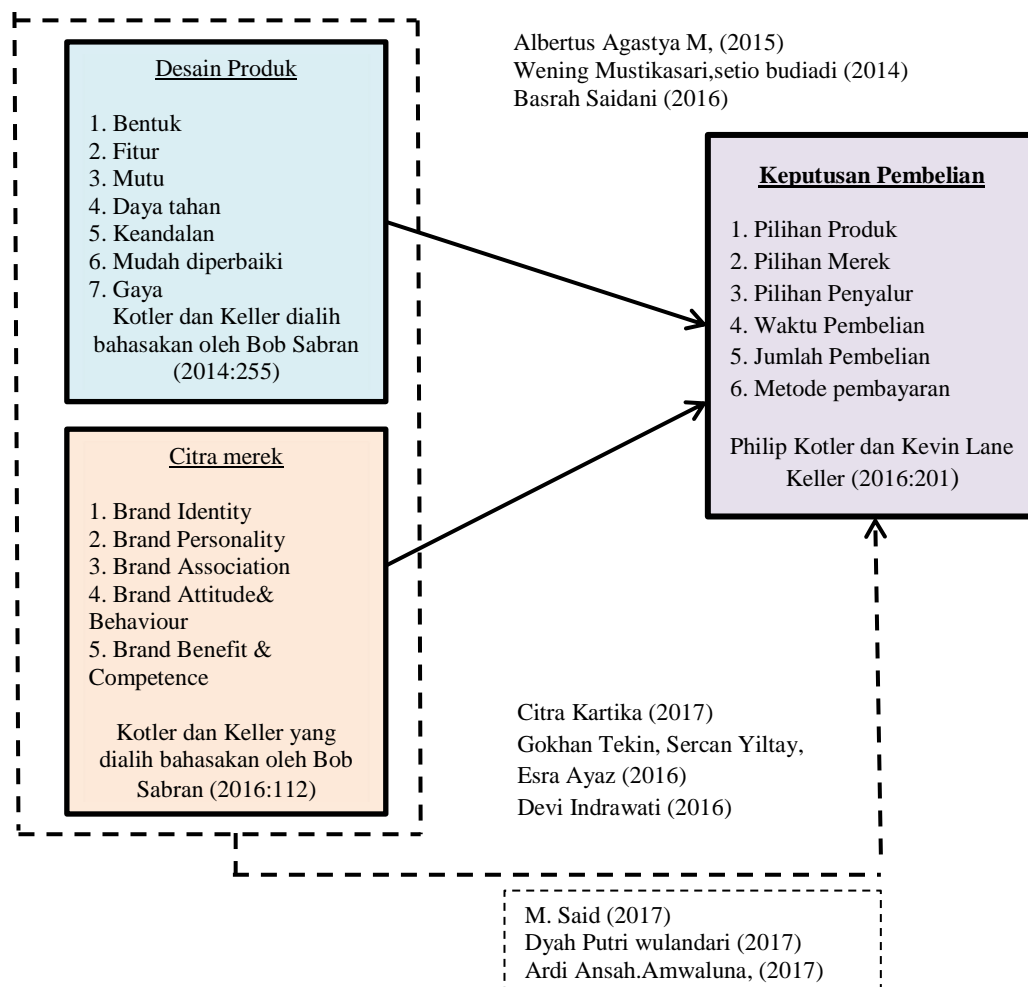 Desain Produk
1. Bentuk
2. Fitur
3. Mutu
4. Daya tahan
5. Keandalan
6. Mudah diperbaiki
7. Gaya
Kotler dan Keller dialih
bahasakan oleh Bob Sabran
(2014:255)
Albertus Agastya M, (2015)
Wening Mustikasari,setio budiadi (2014)
Basrah Saidani (2016)
Keputusan Pembelian
1. Pilihan Produk
2. Pilihan Merek
3. Pilihan Penyalur
4. Waktu Pembelian
5. Jumlah Pembelian
6. Metode pembayaran
Philip Kotler dan Kevin Lane
Keller (2016:201)
Citra merek
1. Brand Identity
2. Brand Personality
3. Brand Association
4. Brand Attitude&
Behaviour
5. Brand Benefit &
Competence
Kotler dan Keller yang
dialih bahasakan oleh Bob
Sabran (2016:112)
Citra Kartika (2017)
Gokhan Tekin, Sercan Yiltay,
Esra Ayaz (2016)
Devi Indrawati (2016)
M. Said (2017)
Dyah Putri wulandari (2017)
Ardi Ansah.Amwaluna, (2017)